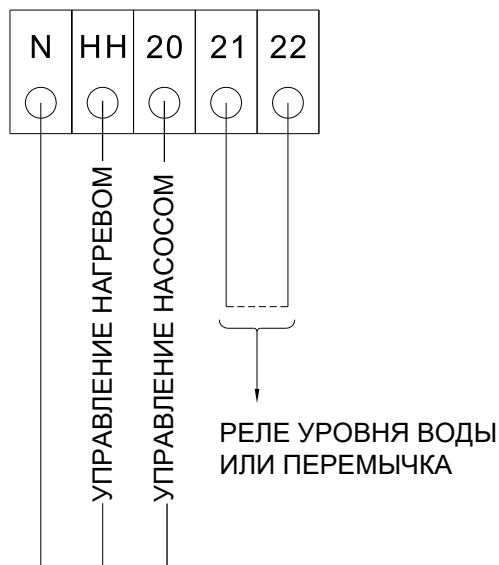 N HH 20 21 22
УПРАВЛЕНИЕ НАГРЕВОМ
УПРАВЛЕНИЕ НАСОСОМ
РЕЛЕ УРОВНЯ ВОДЫ
ИЛИ ПЕРЕМЫЧКА